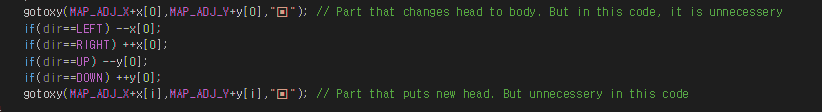 gotoxy(MAP_ADJ_X+x[0],MAP_ADJ_Y+y[0],"▣"); // Part that changes head to body. But in this code, it is unnecessery
if(dir==LEFT) --x[0];
if(dir==RIGHT) ++x[0];
if(dir==UP) --y[0];
if(dir==DOWN) ++y[0];
gotoxy(MAP_ADJ_X+x[i],MAP_ADJ_Y+y[i],"▣"); // Part that puts new head. But unnecessery in this code